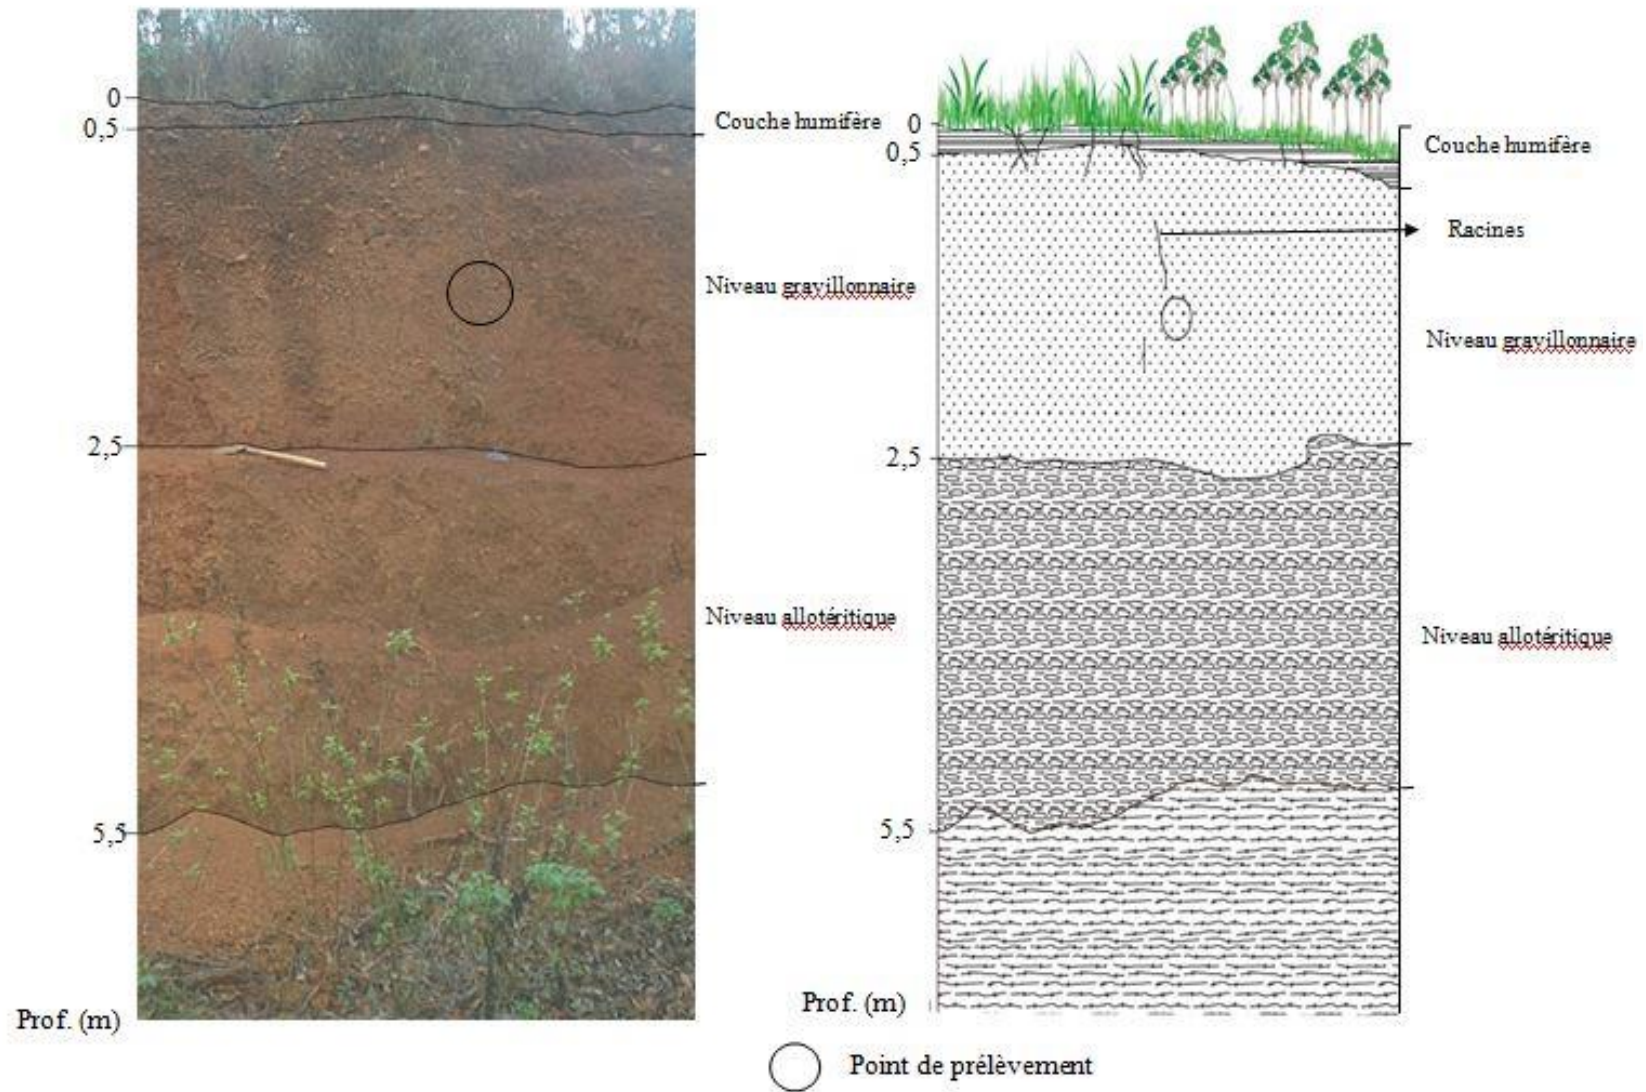 0
0,5
Couche humifère
Niveau gravillonnaire
2,5
Niveau allotéritique
5,5
Prof. (m)
0
0,5
Couche humifère
Racines
Niveau gravillonnaire
2,5
Niveau allotéritique
5,5
Prof. (m)
Point de prélèvement